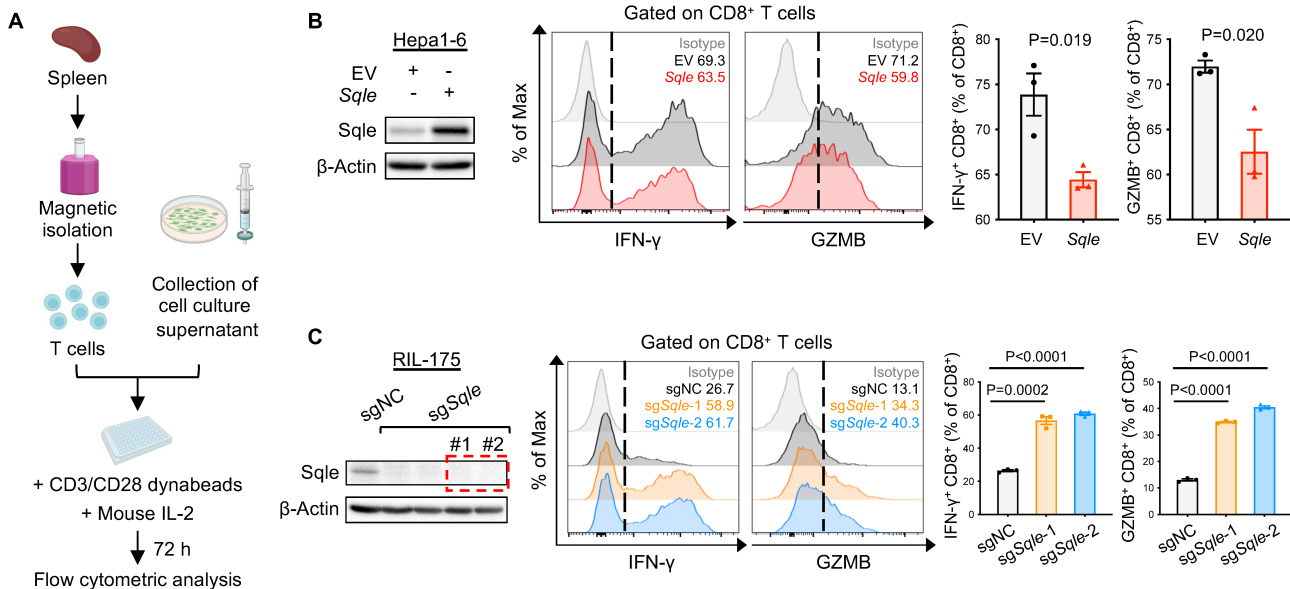 A
Spleen
Magnetic
isolation
T cells
Collection of
cell culture
supernatant
+ CD3/CD28 dynabeads
+ Mouse IL-2
72 h
Flow cytometric analysis
B
Hepa1-6
EV + -
Sqle - +
Sqle
β-Actin
Gated on CD8⁺ T cells
% of Max
Isotype
EV 69.3
Sqle 63.5
IFN-γ
Isotype
EV 71.2
Sqle 59.8
GZMB
IFN-γ⁺ CD8⁺ (% of CD8⁺)
P=0.019
80
75
70
65
60
EV Sqle
GZMB⁺ CD8⁺ (% of CD8⁺)
P=0.020
75
70
65
60
55
EV Sqle
C
RIL-175
sgNC sgSqle
#1 #2
Sqle
β-Actin
Gated on CD8⁺ T cells
% of Max
Isotype
sgNC 26.7
sgSqle-1 58.9
sgSqle-2 61.7
IFN-γ
Isotype
sgNC 13.1
sgSqle-1 34.3
sgSqle-2 40.3
GZMB
IFN-γ⁺ CD8⁺ (% of CD8⁺)
P<0.0001
P=0.0002
80
60
40
20
0
sgNC sgSqle-1 sgSqle-2
GZMB⁺ CD8⁺ (% of CD8⁺)
P<0.0001
P<0.0001
50
40
30
20
10
0
sgNC sgSqle-1 sgSqle-2